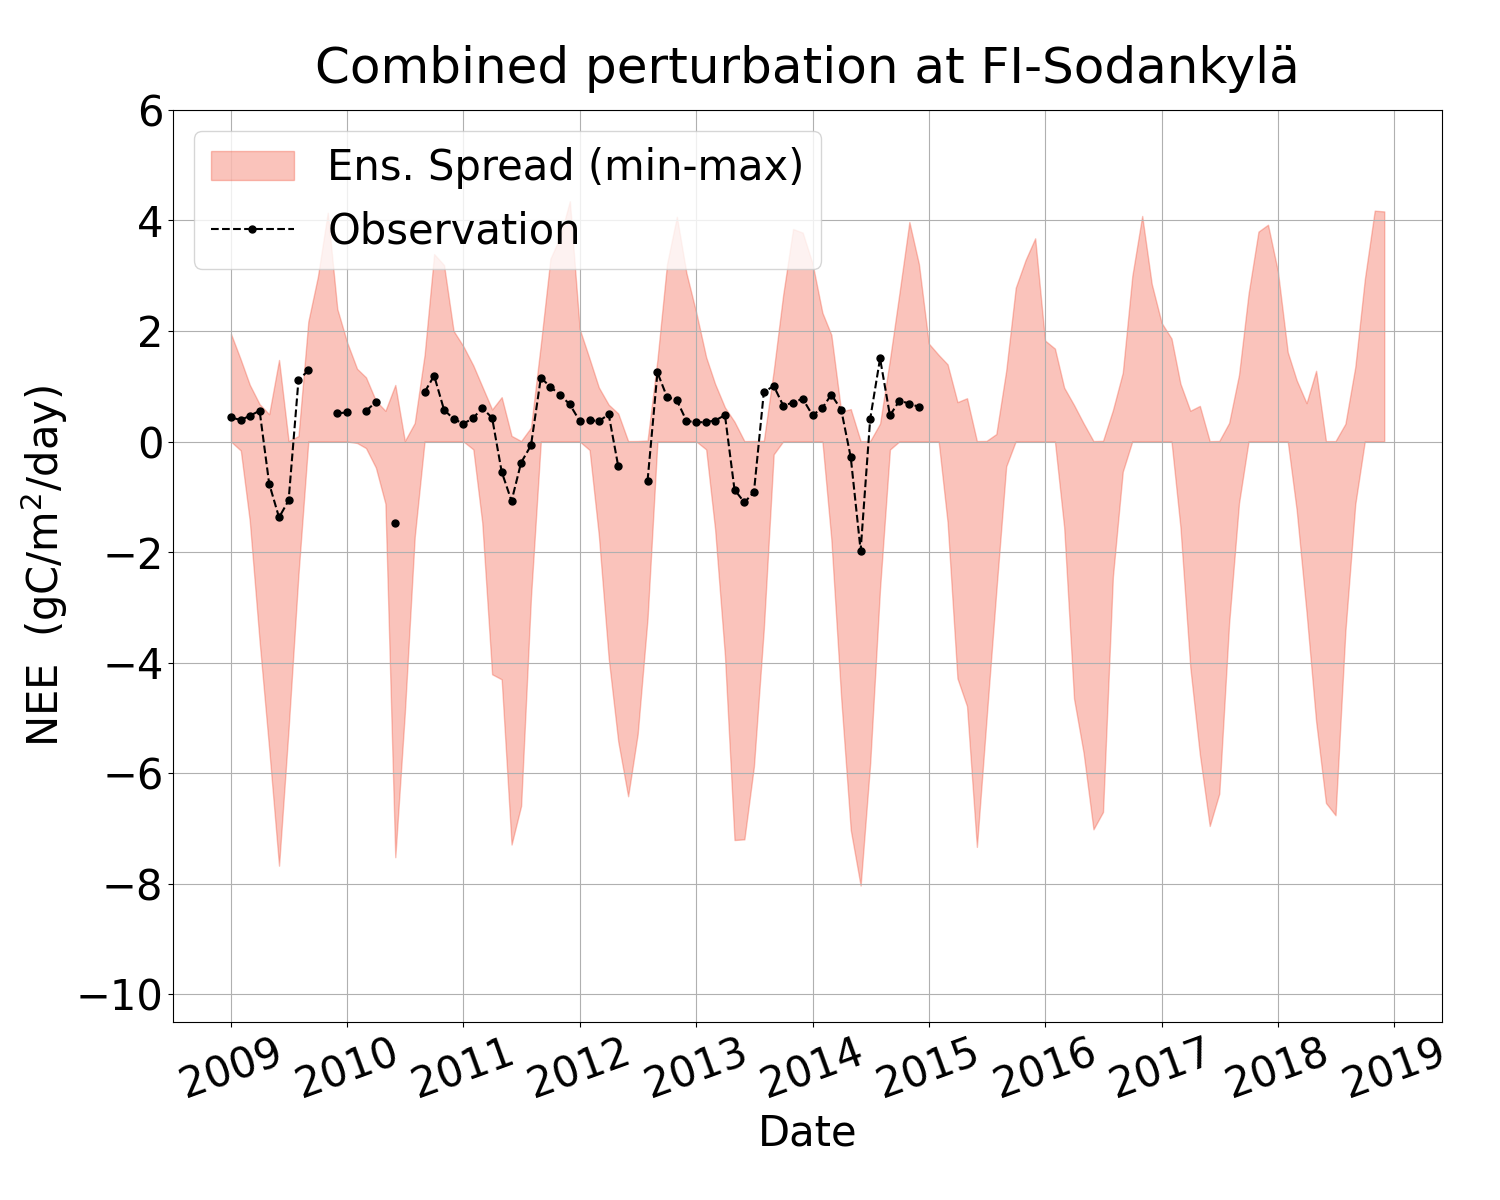 Combined perturbation at FI-Sodankylä
Ens. Spread (min-max)
Observation
NEE (gC/m²/day)
6
4
2
0
−2
−4
−6
−8
−10
2009 2010 2011 2012 2013 2014 2015 2016 2017 2018 2019
Date